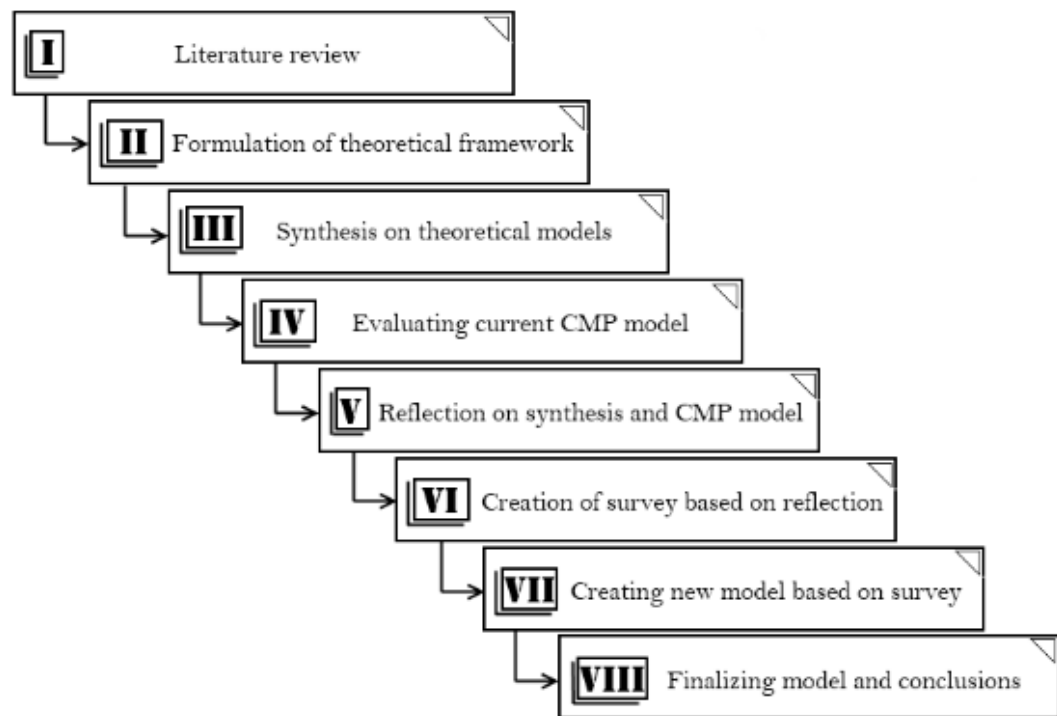 I Literature review
II Formulation of theoretical framework
III Synthesis on theoretical models
IV Evaluating current CMP model
V Reflection on synthesis and CMP model
VI Creation of survey based on reflection
VII Creating new model based on survey
VIII Finalizing model and conclusions